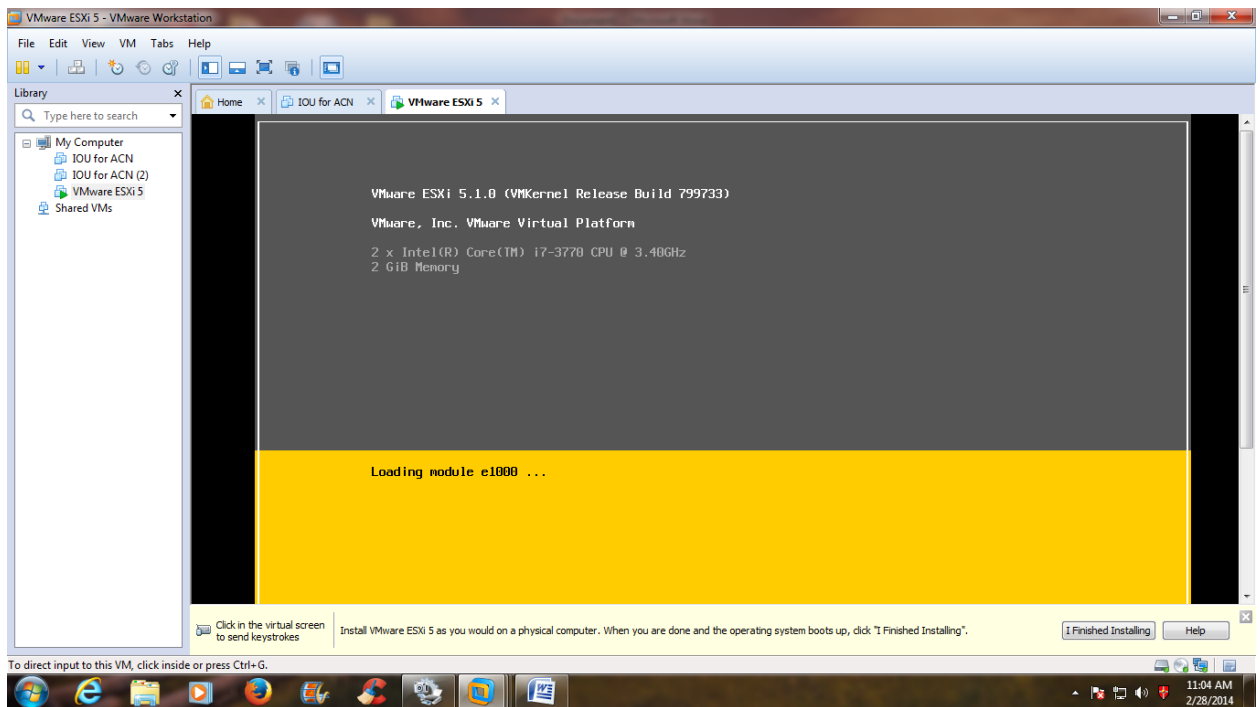 VMware ESXi 5 - VMware Workstation
File Edit View VM Tabs Help
Library
Type here to search
My Computer
IOU for ACN
IOU for ACN (2)
VMware ESXi 5
Shared VMs
Home
IOU for ACN
VMware ESXi 5
VMware ESXi 5.1.0 (VMKernel Release Build 799733)
VMware, Inc. VMware Virtual Platform
2 x Intel(R) Core(TM) i7-3770 CPU @ 3.40GHz
2 GiB Memory
Loading module e1000 ...
Click in the virtual screen
to send keystrokes
Install VMware ESXi 5 as you would on a physical computer. When you are done and the operating system boots up, click "I Finished Installing".
I Finished Installing
Help
To direct input to this VM, click inside or press Ctrl+G.
11:04 AM
2/28/2014